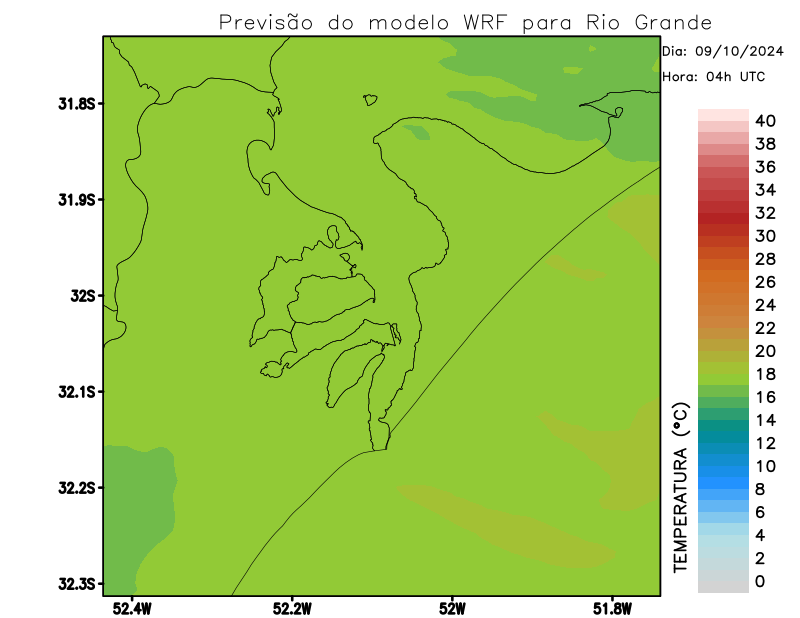 Previsão do modelo WRF para Rio Grande
Dia: 09/10/2024
Hora: 04h UTC
31.8S
31.9S
32S
32.1S
32.2S
32.3S
52.4W
52.2W
52W
51.8W
TEMPERATURA (°C)
40
38
36
34
32
30
28
26
24
22
20
18
16
14
12
10
8
6
4
2
0